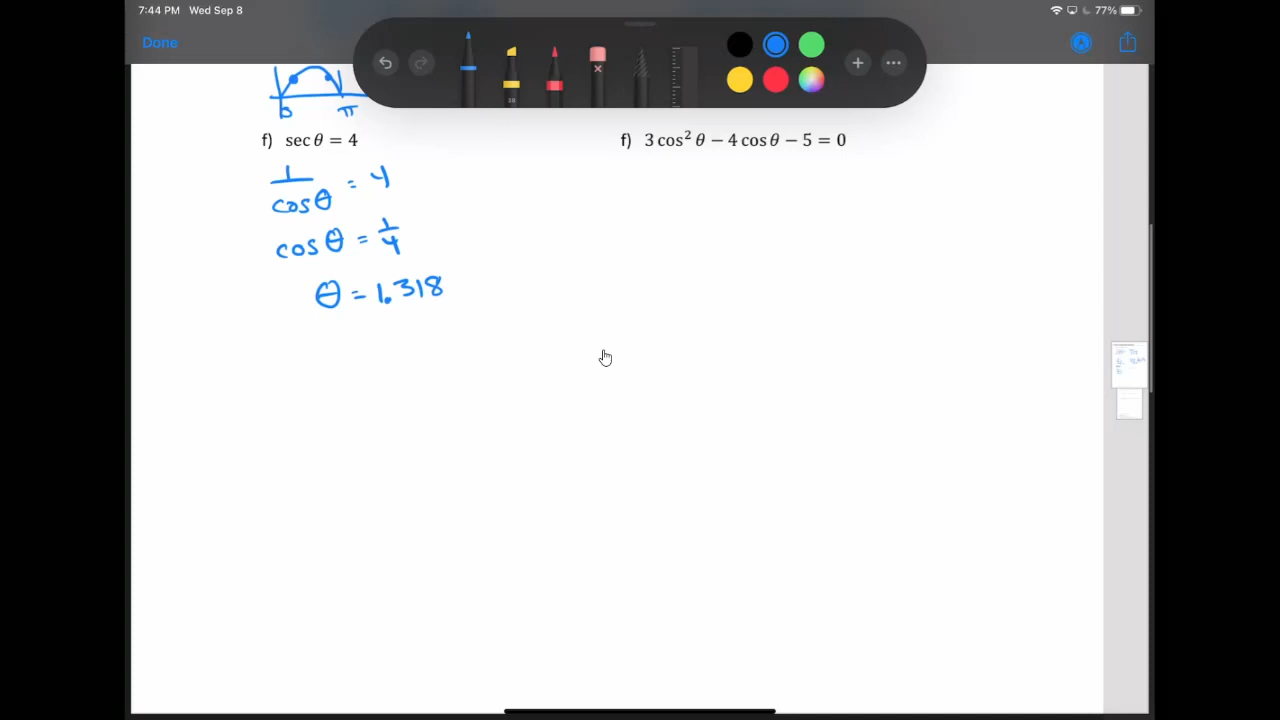 7:44 PM Wed Sep 8
77%
Done
0 π
f) sec θ = 4
1/cos θ = 4
cos θ = 1/4
θ = 1.318
f) 3 cos² θ − 4 cos θ − 5 = 0